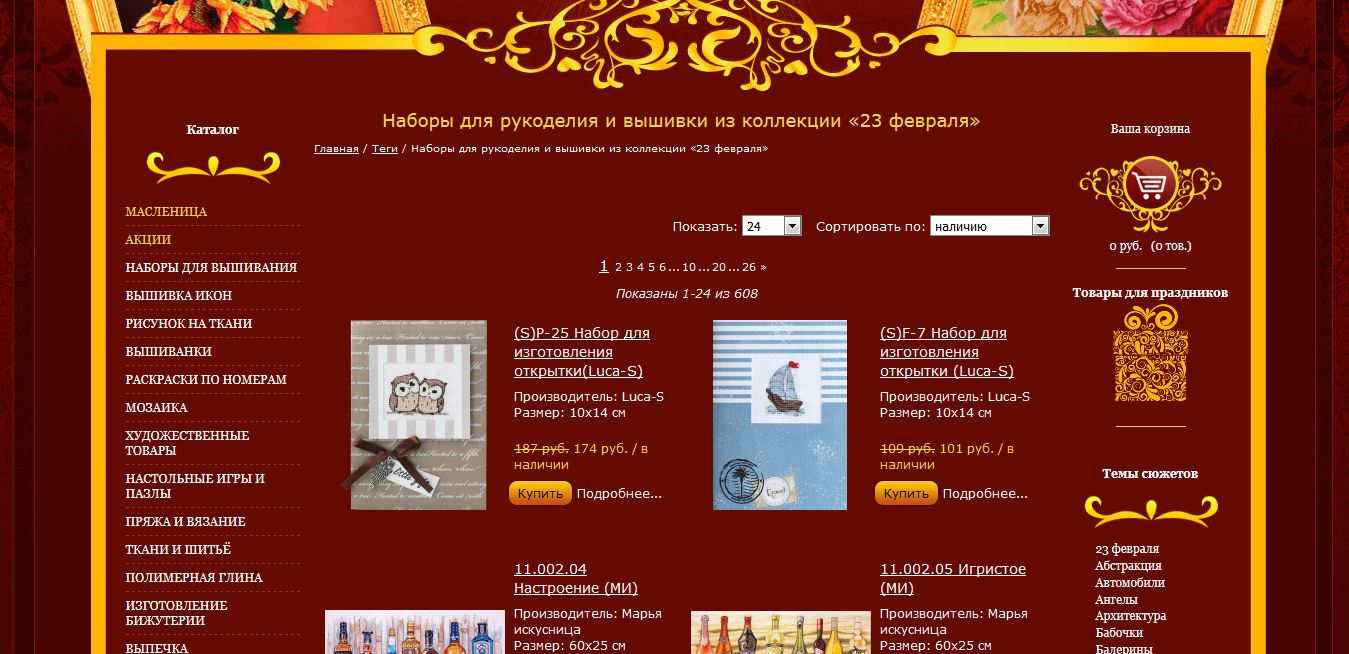 Каталог
МАСЛЕНИЦА
АКЦИИ
НАБОРЫ ДЛЯ ВЫШИВАНИЯ
ВЫШИВКА ИКОН
РИСУНОК НА ТКАНИ
ВЫШИВАНКИ
РАСКРАСКИ ПО НОМЕРАМ
МОЗАИКА
ХУДОЖЕСТВЕННЫЕ
ТОВАРЫ
НАСТОЛЬНЫЕ ИГРЫ И
ПАЗЛЫ
ПРЯЖА И ВЯЗАНИЕ
ТКАНИ И ШИТЬЁ
ПОЛИМЕРНАЯ ГЛИНА
ИЗГОТОВЛЕНИЕ
БИЖУТЕРИИ
ВЫПЕЧКА
Наборы для рукоделия и вышивки из коллекции «23 февраля»
Главная / Теги / Наборы для рукоделия и вышивки из коллекции «23 февраля»
Показать: 24 Сортировать по: наличию
1 2 3 4 5 6 ... 10 ... 20 ... 26 »
Показаны 1-24 из 608
(S)P-25 Набор для
изготовления
открытки(Luca-S)
Производитель: Luca-S
Размер: 10х14 см
187 руб. 174 руб. / в
наличии
Купить Подробнее...
(S)F-7 Набор для
изготовления
открытки (Luca-S)
Производитель: Luca-S
Размер: 10х14 см
109 руб. 101 руб. / в
наличии
Купить Подробнее...
Travel
11.002.04
Настроение (МИ)
Производитель: Марья
искусница
Размер: 60х25 см
11.002.05 Игристое
(МИ)
Производитель: Марья
искусница
Размер: 60х25 см
Ваша корзина
0 руб. (0 тов.)
Товары для праздников
Темы сюжетов
23 февраля
Абстракция
Автомобили
Ангелы
Архитектура
Бабочки
Балерины